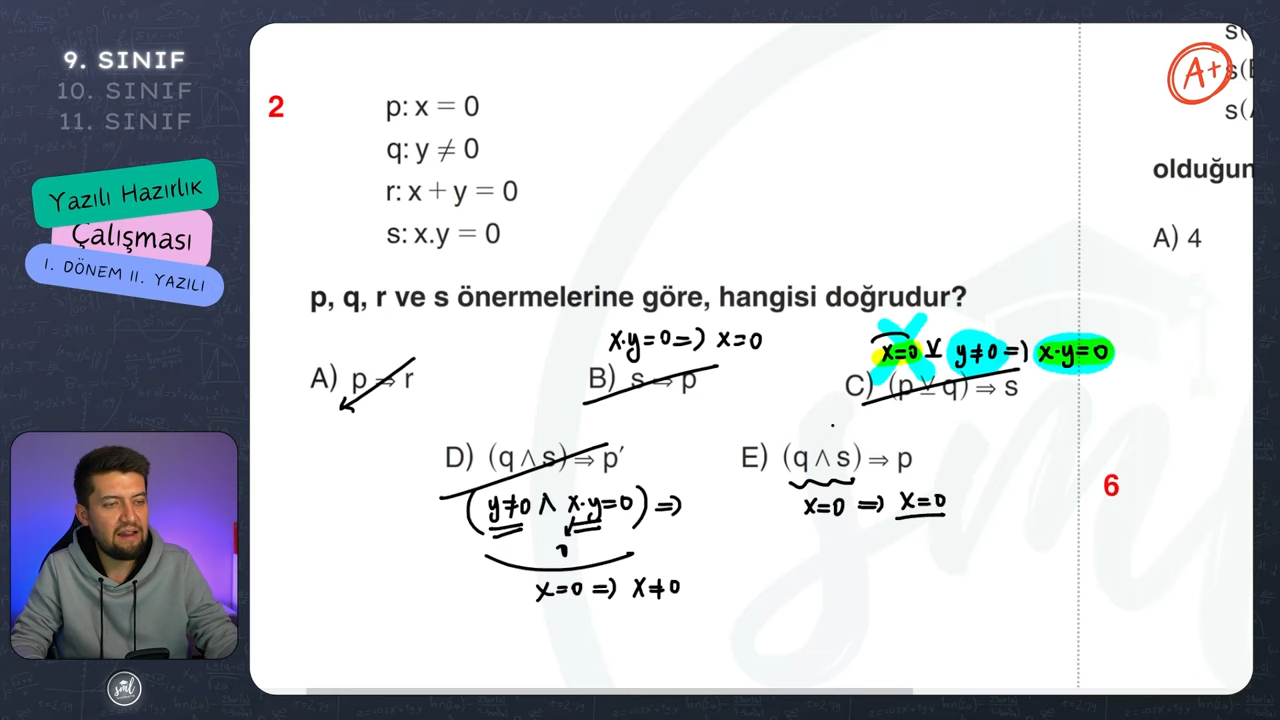 9. SINIF
10. SINIF
11. SINIF
Yazılı Hazırlık
Çalışması
I. DÖNEM II. YAZILI
2
p: x = 0
q: y ≠ 0
r: x + y = 0
s: x.y = 0
p, q, r ve s önermelerine göre, hangisi doğrudur?
x·y=0 ⇒ x=0
x=0 ⊻ y≠0 ⇒ x·y=0
A) p ⇒ r
B) s ⇒ p
C) (p ⊻ q) ⇒ s
D) (q ∧ s) ⇒ p′
E) (q ∧ s) ⇒ p
(y≠0 ∧ x·y=0) ⇒
x=0 ⇒ x=0
x=0 ⇒ x≠0
A+
s(
olduğun
A) 4
6
sml